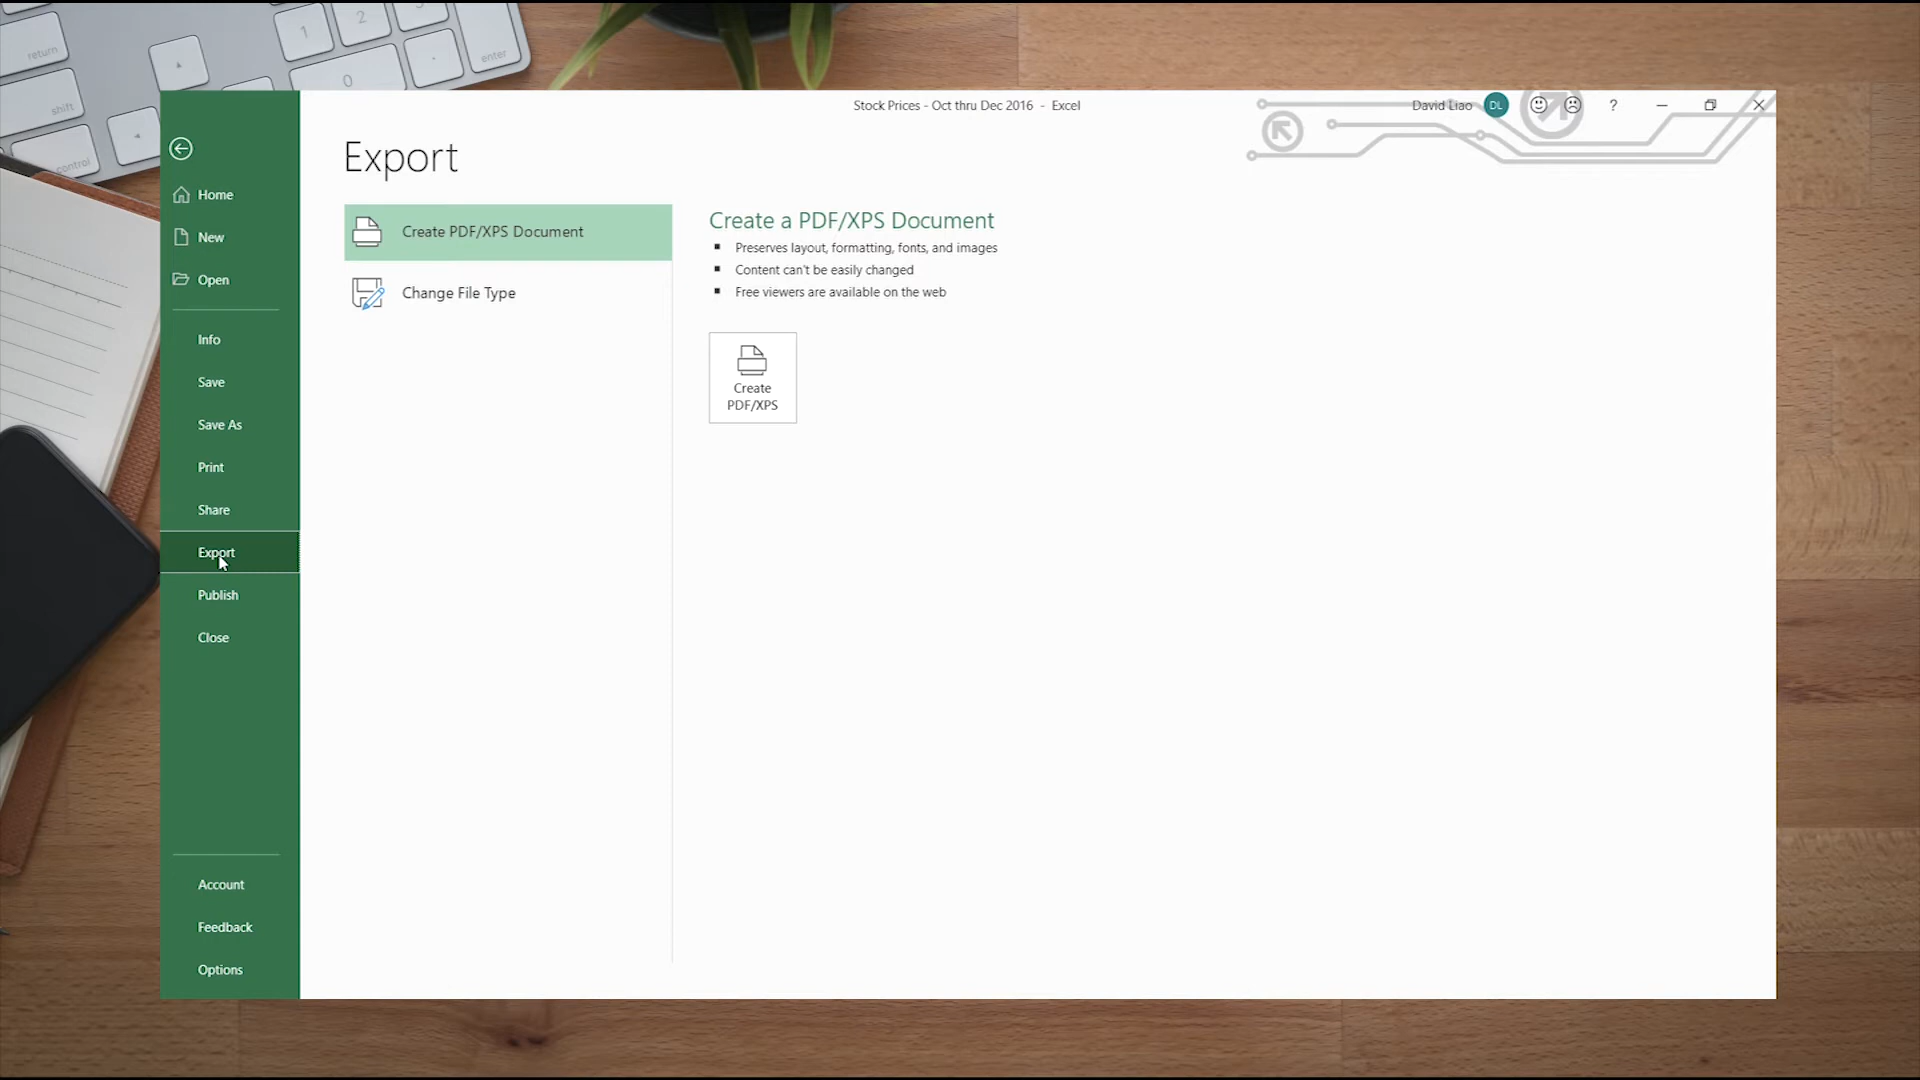 return
shift
control
1
2
3
0
.
enter
Stock Prices - Oct thru Dec 2016 - Excel
David Liao
DL
?
Export
Home
New
Open
Info
Save
Save As
Print
Share
Export
Publish
Close
Account
Feedback
Options
Create PDF/XPS Document
Change File Type
Create a PDF/XPS Document
Preserves layout, formatting, fonts, and images
Content can't be easily changed
Free viewers are available on the web
Create
PDF/XPS